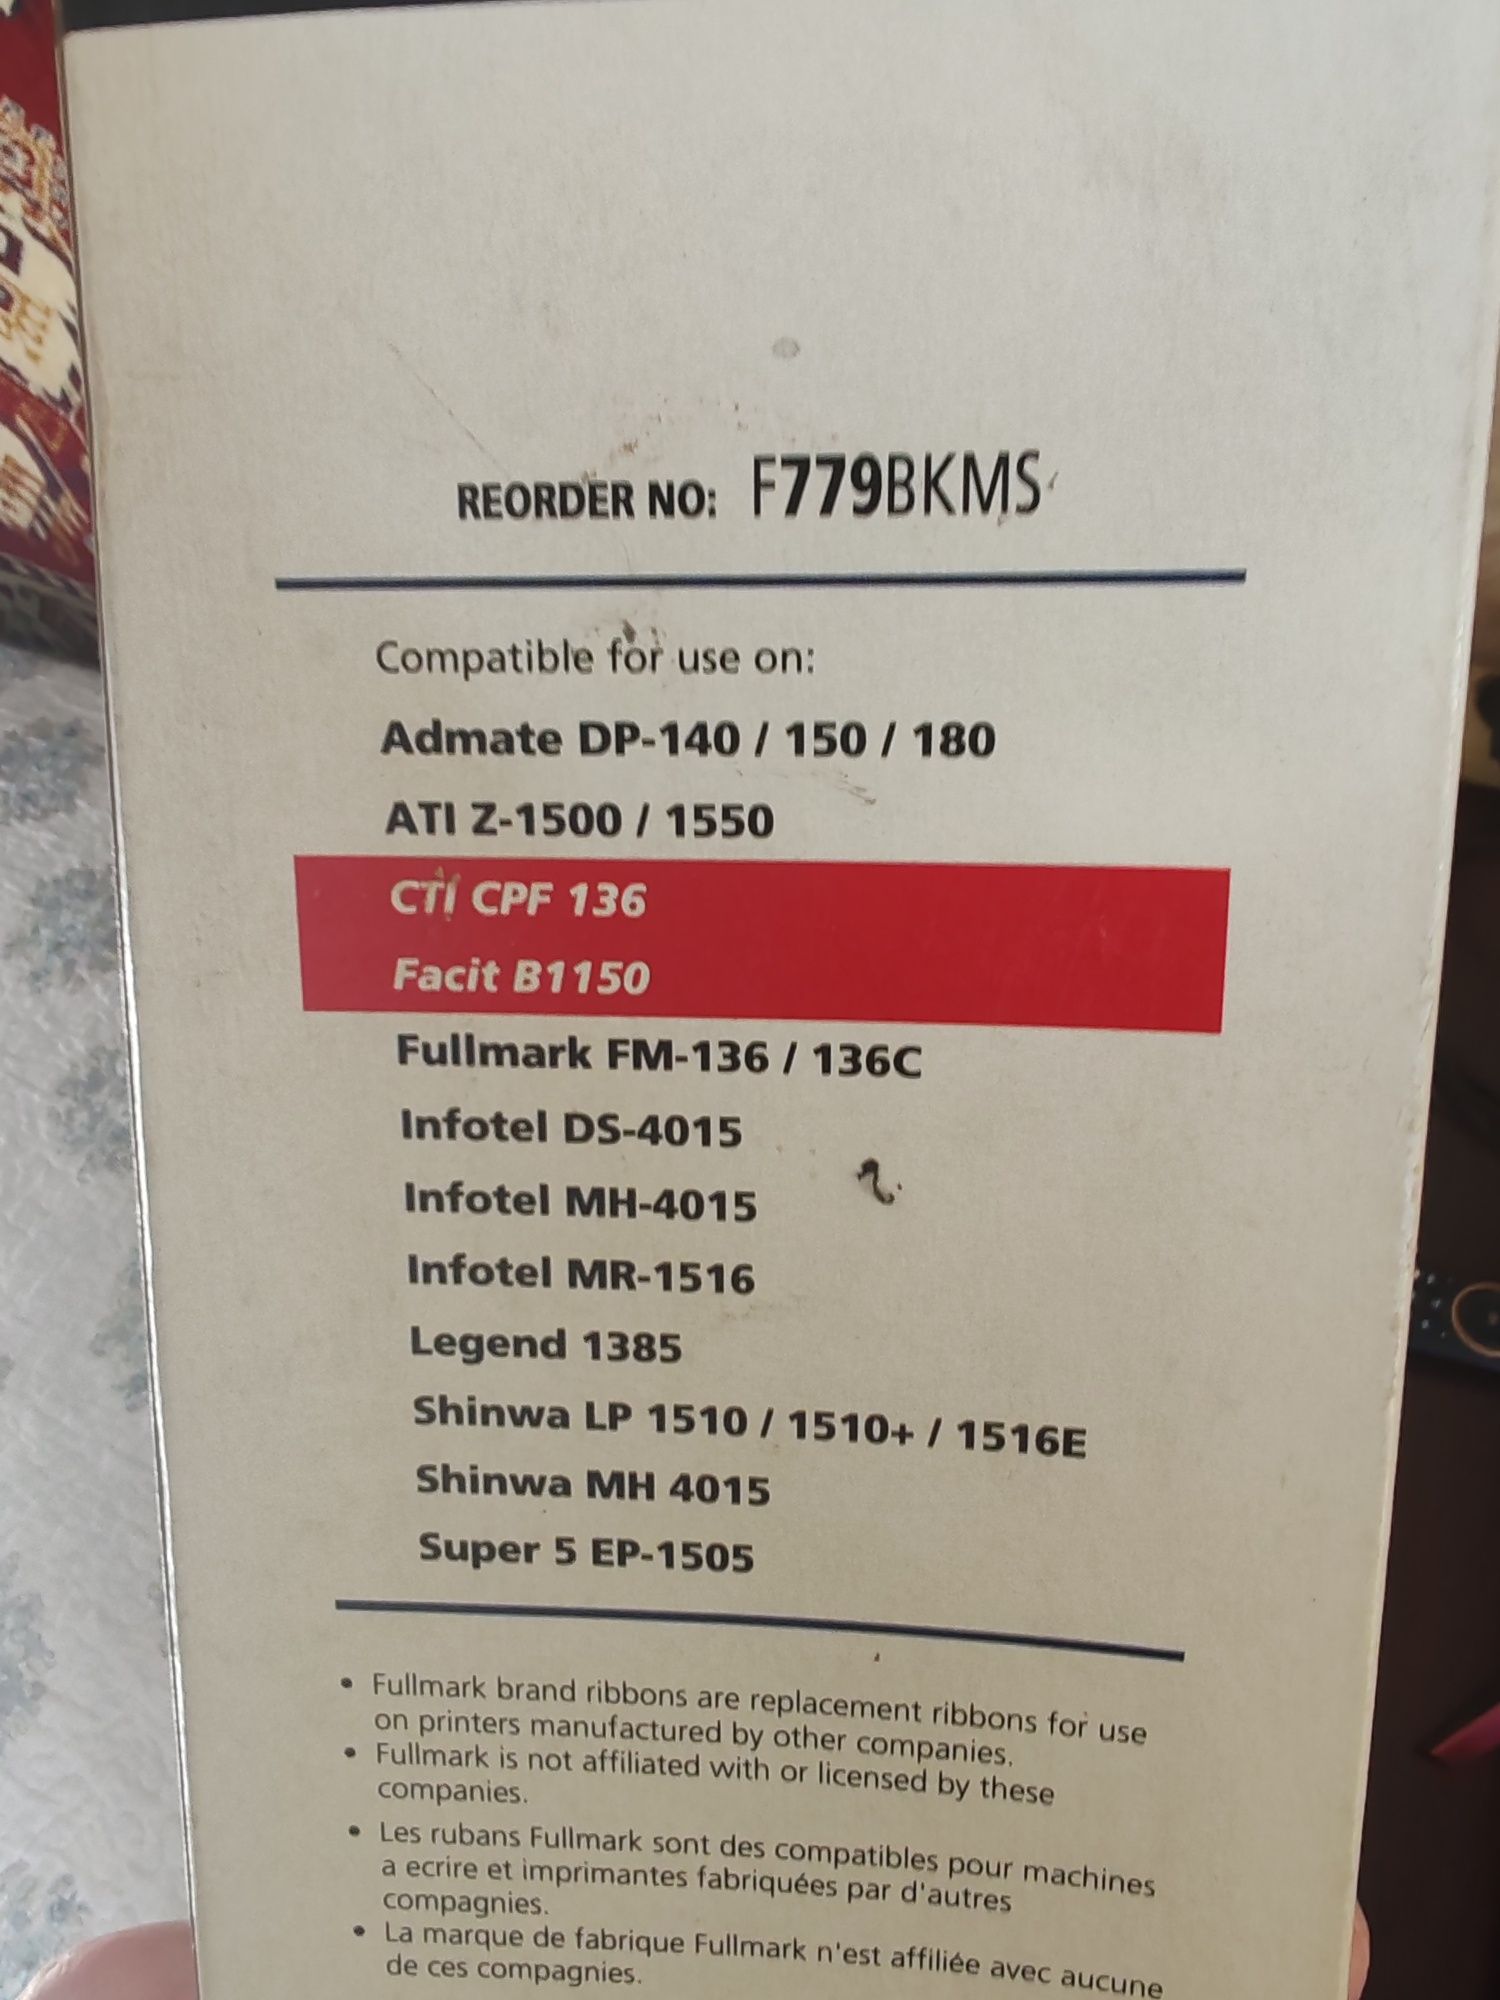 REORDER NO: F779BKMS
Compatible for use on:
Admate DP-140 / 150 / 180
ATI Z-1500 / 1550
CTI CPF 136
Facit B1150
Fullmark FM-136 / 136C
Infotel DS-4015
Infotel MH-4015
Infotel MR-1516
Legend 1385
Shinwa LP 1510 / 1510+ / 1516E
Shinwa MH 4015
Super 5 EP-1505
• Fullmark brand ribbons are replacement ribbons for use
on printers manufactured by other companies.
• Fullmark is not affiliated with or licensed by these
companies.
• Les rubans Fullmark sont des compatibles pour machines
a ecrire et imprimantes fabriquées par d'autres
compagnies.
• La marque de fabrique Fullmark n'est affiliée avec aucune
de ces compagnies.